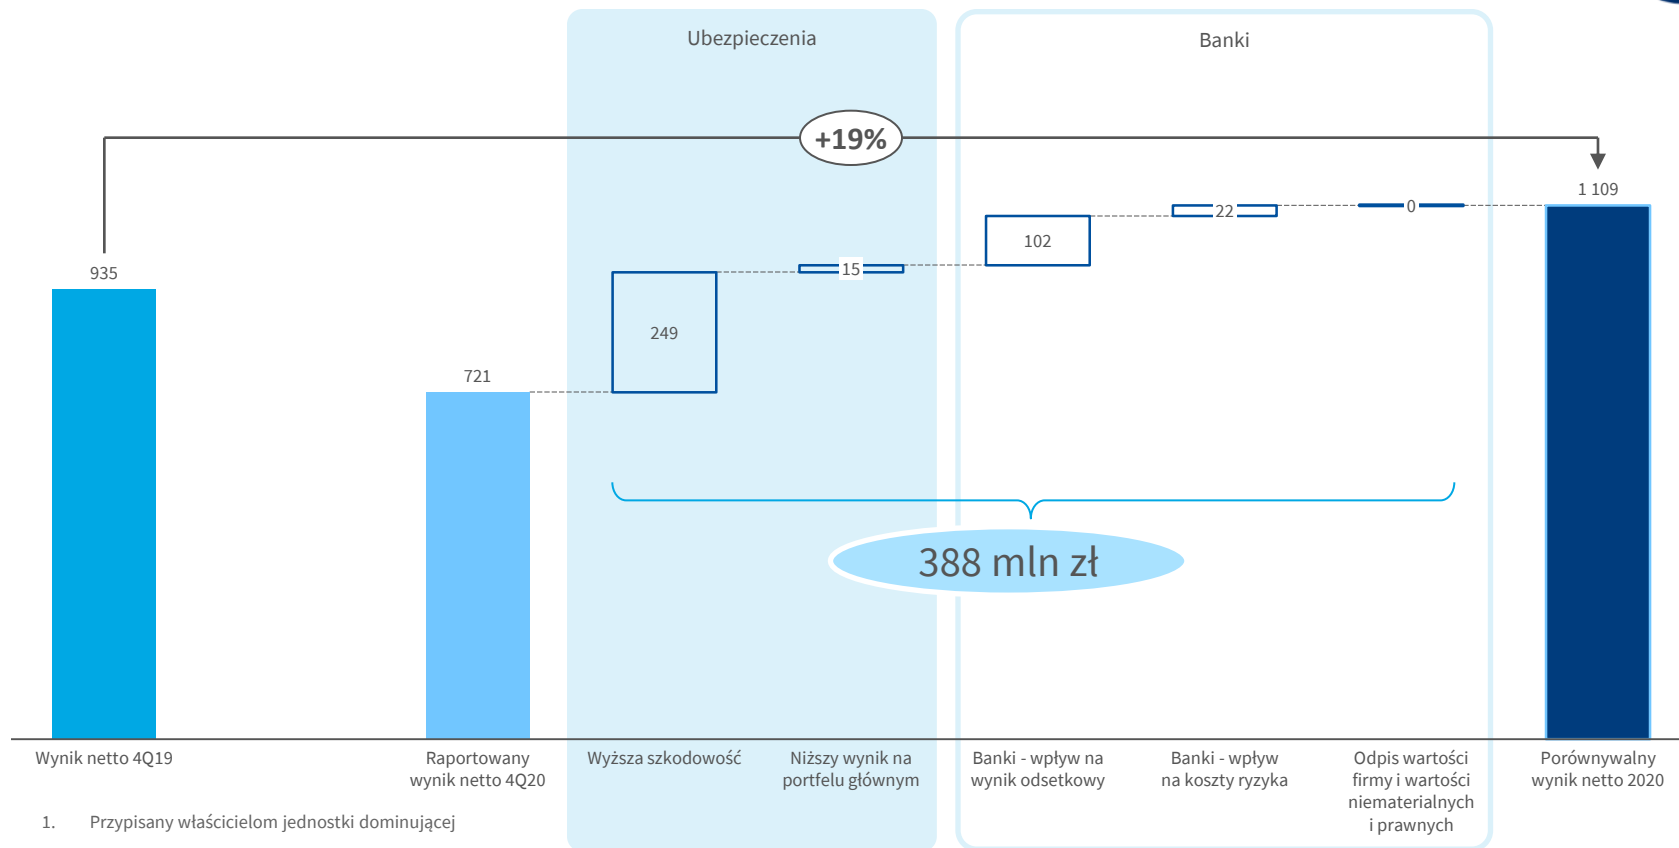 Ubezpieczenia
Banki
+19%
1 109
935
721
249
15
102
22
0
388 mln zł
Wynik netto 4Q19
Raportowany
wynik netto 4Q20
Wyższa szkodowość
Niższy wynik na
portfelu głównym
Banki - wpływ na
wynik odsetkowy
Banki - wpływ
na koszty ryzyka
Odpis wartości
firmy i wartości
niematerialnych
i prawnych
Porównywalny
wynik netto 2020
1. Przypisany właścicielom jednostki dominującej